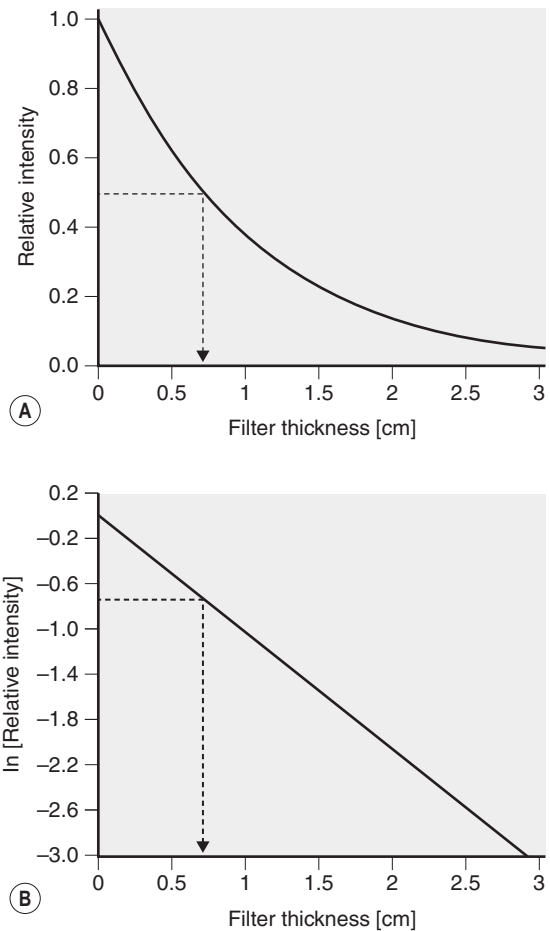 1.0
0.8
0.6
0.4
0.2
0.0
Relative intensity
0 0.5 1 1.5 2 2.5 3
Filter thickness [cm]
A
0.2
–0.2
–0.6
–1.0
–1.4
–1.8
–2.2
–2.6
–3.0
In [Relative intensity]
0 0.5 1 1.5 2 2.5 3
Filter thickness [cm]
B